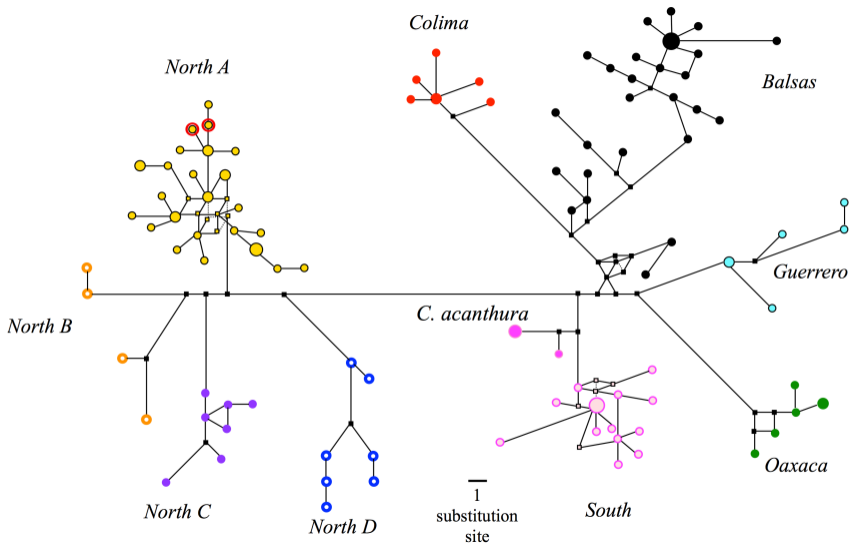 Colima
North A
Balsas
Guerrero
C. acanthura
North B
Oaxaca
1
substitution
site
South
North C
North D